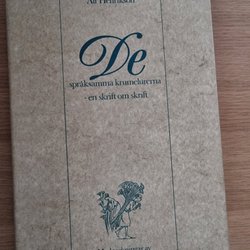 Alf Henrikson
De
språksamma krumelurerna
- en skrift om skrift